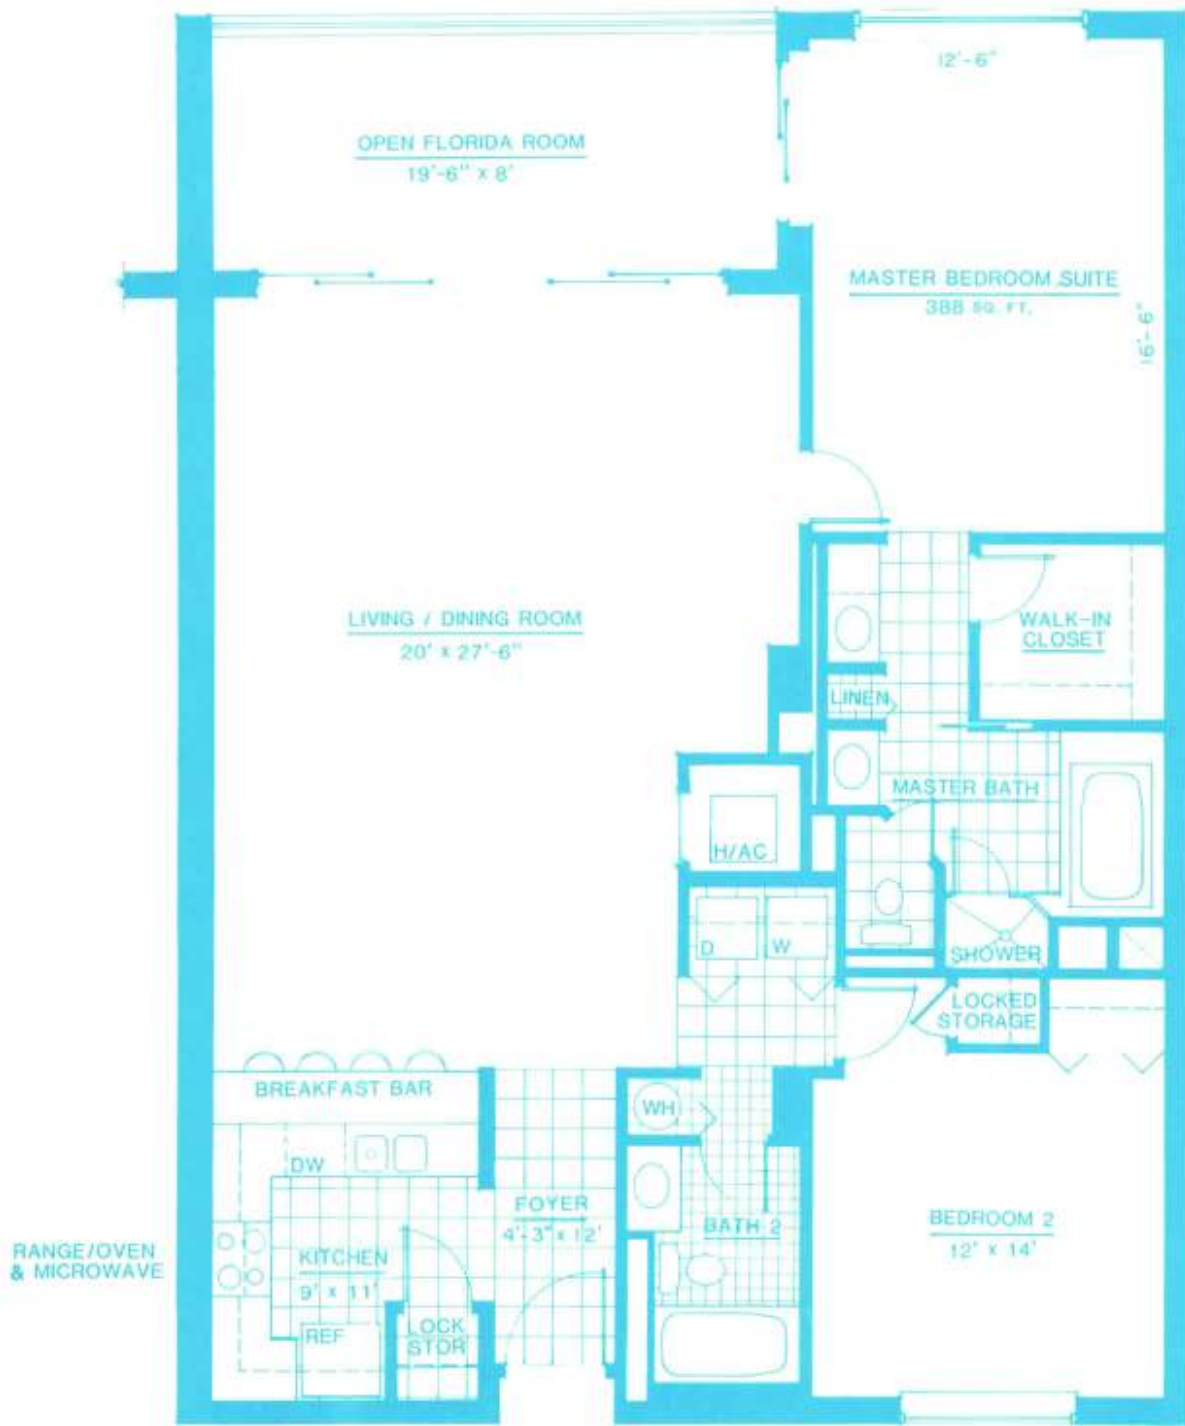 12'-6"
OPEN FLORIDA ROOM
19'-6" x 8'
MASTER BEDROOM SUITE
388 SQ. FT.
16'-6"
LIVING / DINING ROOM
20' x 27'-6"
WALK-IN
CLOSET
LINEN
MASTER BATH
H/AC
D
W
SHOWER
LOCKED
STORAGE
BREAKFAST BAR
WH
DW
FOYER
4'-3" x 12'
BATH 2
BEDROOM 2
12' x 14'
RANGE/OVEN
& MICROWAVE
KITCHEN
9' x 11'
REF
LOCK
STOR